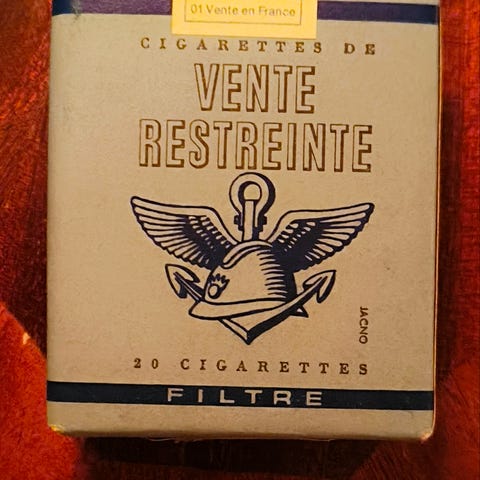 01 Vente en France
CIGARETTES DE
VENTE
RESTREINTE
JACNO
20 CIGARETTES
FILTRE